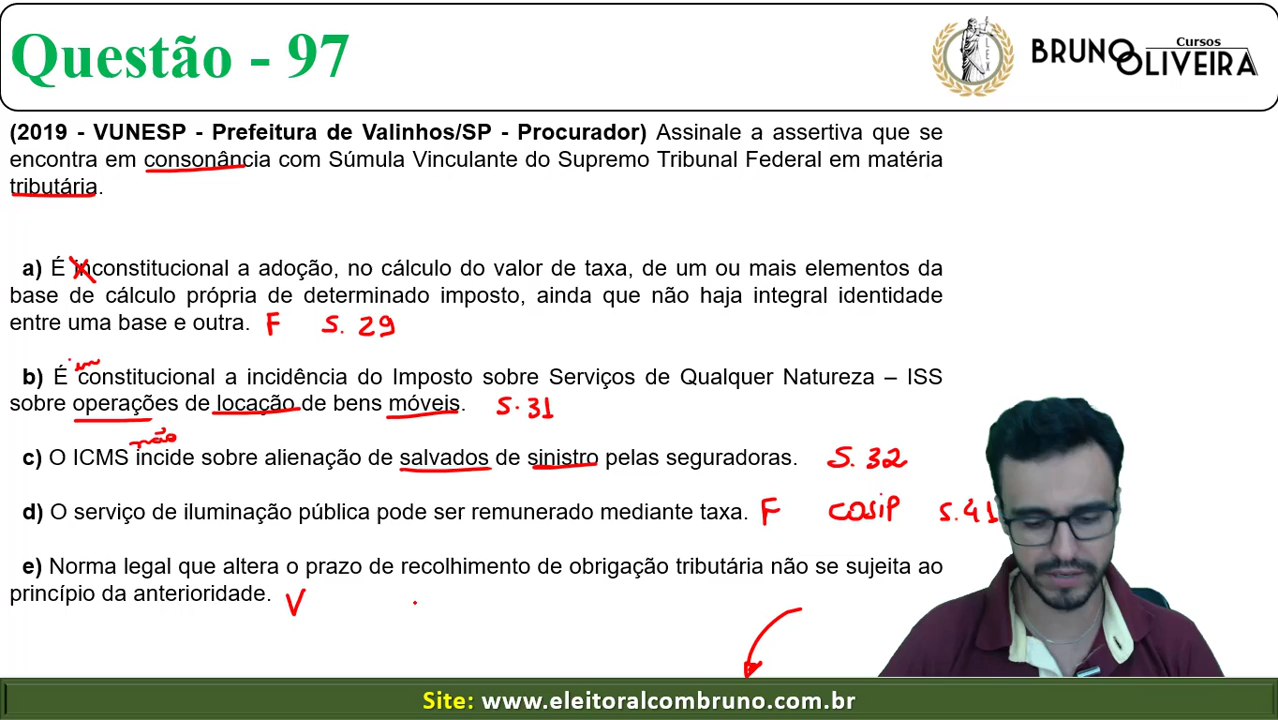 Questão - 97
Cursos
BRUNO
OLIVEIRA
LEX
(2019 - VUNESP - Prefeitura de Valinhos/SP - Procurador) Assinale a assertiva que se
encontra em consonância com Súmula Vinculante do Supremo Tribunal Federal em matéria
tributária.
a) É inconstitucional a adoção, no cálculo do valor de taxa, de um ou mais elementos da
base de cálculo própria de determinado imposto, ainda que não haja integral identidade
entre uma base e outra. F S. 29
in
b) É constitucional a incidência do Imposto sobre Serviços de Qualquer Natureza – ISS
sobre operações de locação de bens móveis. S. 31
não
c) O ICMS incide sobre alienação de salvados de sinistro pelas seguradoras. S. 32
d) O serviço de iluminação pública pode ser remunerado mediante taxa. F COSIP S. 41
e) Norma legal que altera o prazo de recolhimento de obrigação tributária não se sujeita ao
princípio da anterioridade. V
Site: www.eleitoralcombruno.com.br